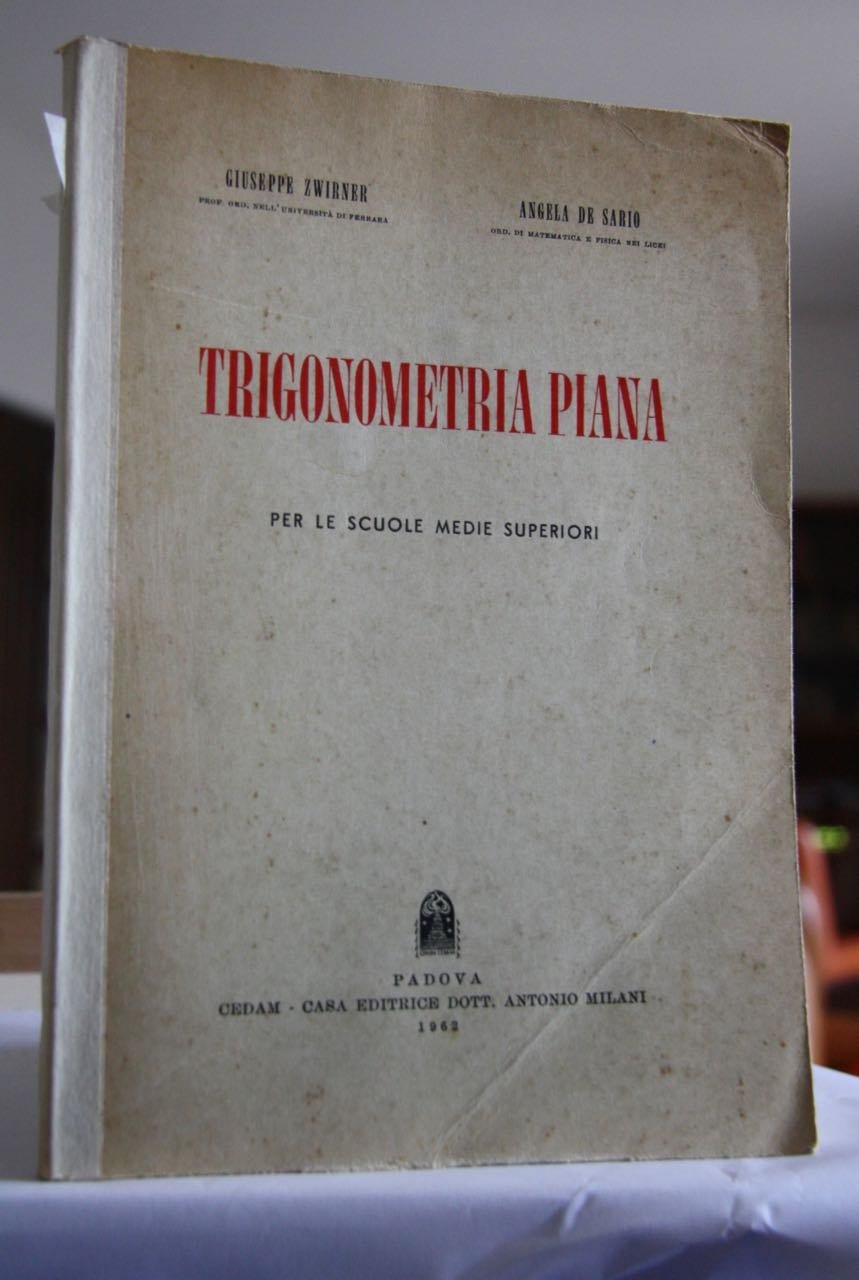 GIUSEPPE ZWIRNER
PROF. ORD. NELL'UNIVERSITÀ DI FERRARA
ANGELA DE SARIO
ORD. DI MATEMATICA E FISICA NEI LICEI
TRIGONOMETRIA PIANA
PER LE SCUOLE MEDIE SUPERIORI
PADOVA
CEDAM - CASA EDITRICE DOTT. ANTONIO MILANI
1962